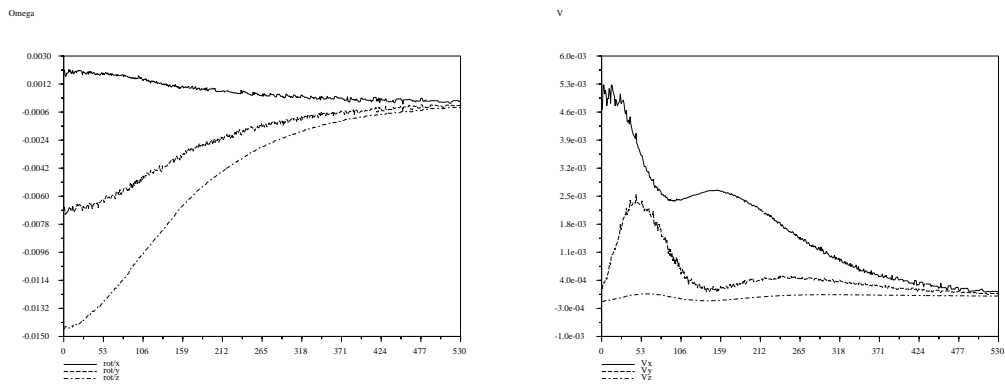 Omega
0.0030
0.0012
-0.0006
-0.0024
-0.0042
-0.0060
-0.0078
-0.0096
-0.0114
-0.0132
-0.0150
0 53 106 159 212 265 318 371 424 477 530
rot/x
rot/y
rot/z
V
6.0e-03
5.3e-03
4.6e-03
3.9e-03
3.2e-03
2.5e-03
1.8e-03
1.1e-03
4.0e-04
-3.0e-04
-1.0e-03
0 53 106 159 212 265 318 371 424 477 530
Vx
Vy
Vz